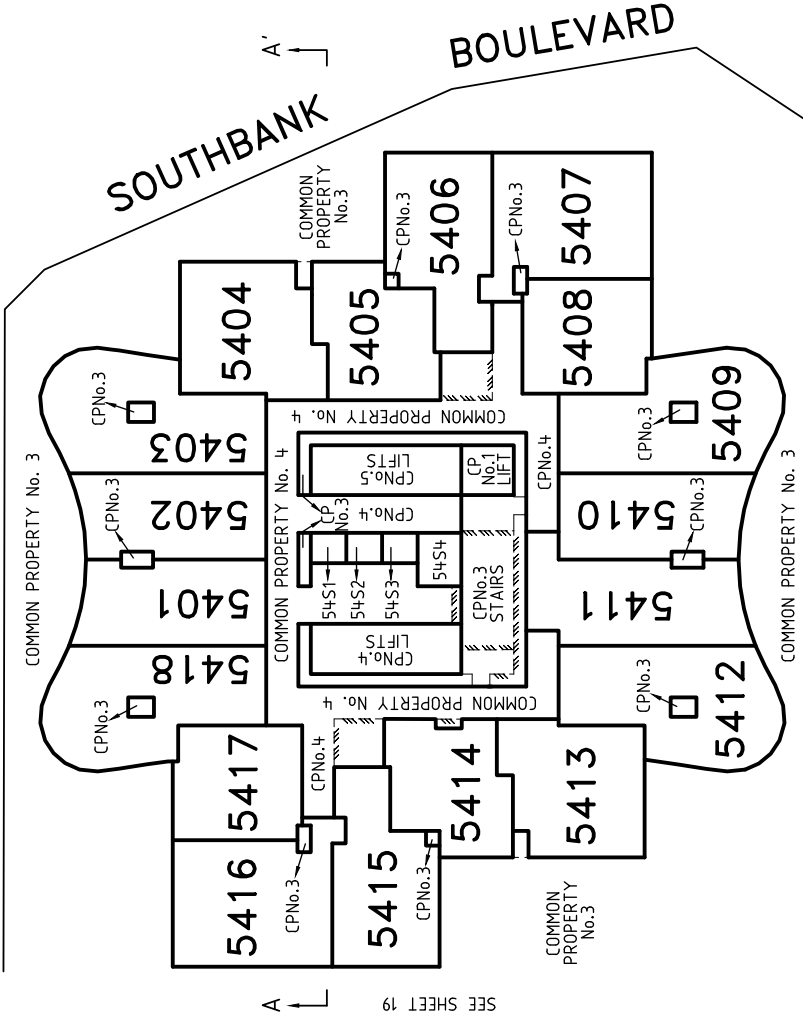 A'
BOULEVARD
SOUTHBANK
COMMON
PROPERTY
No.3
CPNo.3
5406
CPNo.3
5407
5404
5405
5408
COMMON PROPERTY No. 3
CPNo.3
5403
COMMON PROPERTY No. 4
CPNo.3
5409
CPNo.3
5402
COMMON PROPERTY No. 4
CPNo.5
LIFTS
CP
No.1
LIFT
CPNo.4
CP
No.3
CPNo.4
5410
CPNo.3
5401
54S1
54S2
54S3
54S4
CPNo.3
STAIRS
5411
COMMON PROPERTY No. 3
5418
CPNo.4
LIFTS
CPNo.3
COMMON PROPERTY No. 4
CPNo.3
5412
5417
CPNo.4
5414
5413
5416
CPNo.3
5415
CPNo.3
COMMON
PROPERTY
No.3
A
SEE SHEET 19